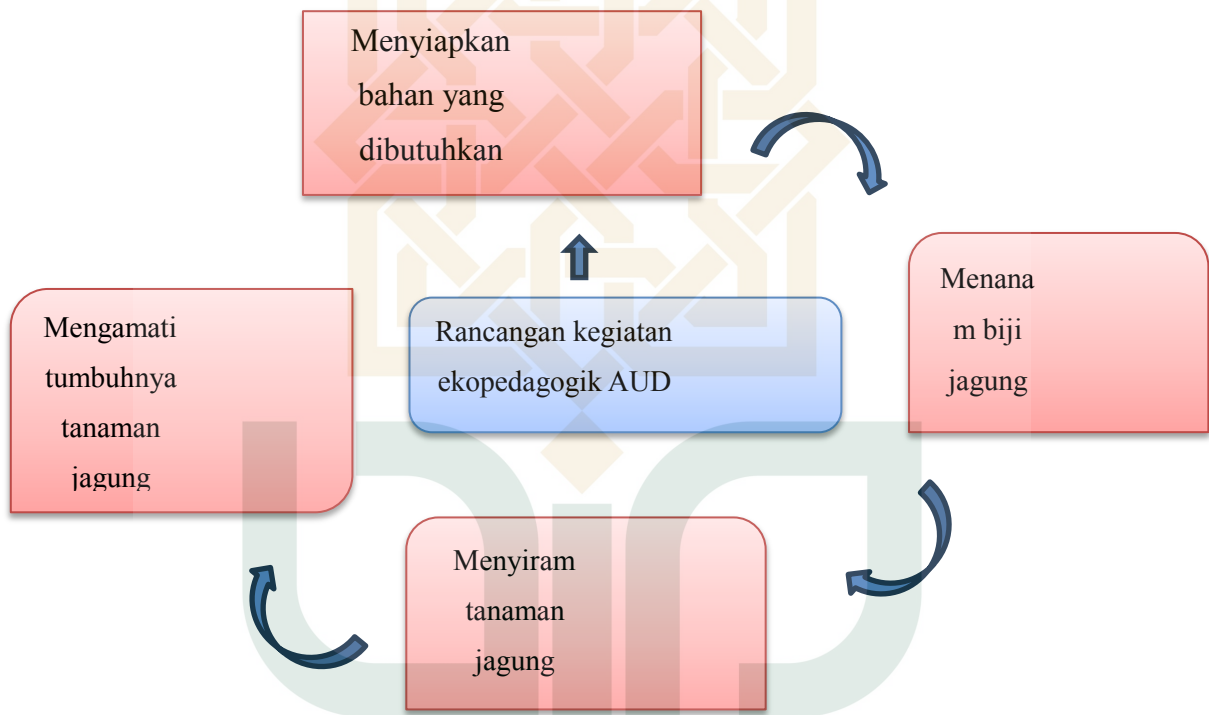 Menyiapkan
bahan yang
dibutuhkan
Menana
m biji
jagung
Mengamati
tumbuhnya
tanaman
jagung
Rancangan kegiatan
ekopedagogik AUD
Menyiram
tanaman
jagung